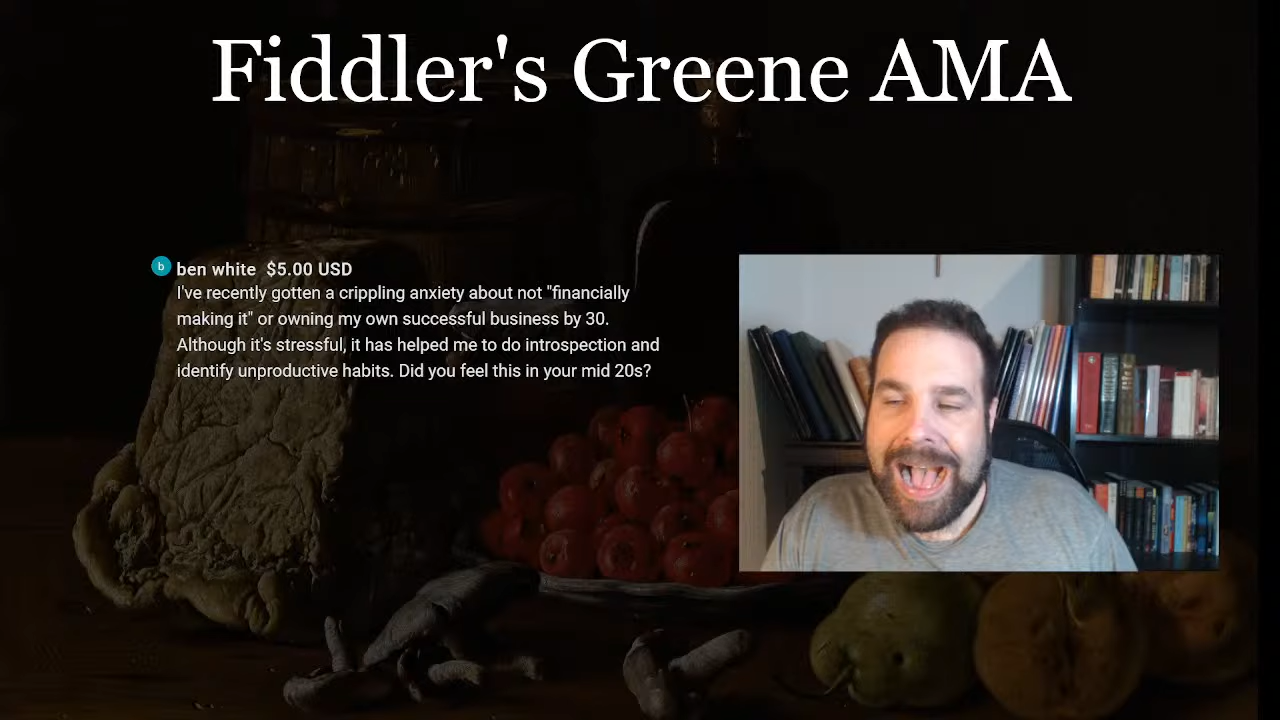 Fiddler's Greene AMA
b ben white $5.00 USD
I've recently gotten a crippling anxiety about not "financially
making it" or owning my own successful business by 30.
Although it's stressful, it has helped me to do introspection and
identify unproductive habits. Did you feel this in your mid 20s?